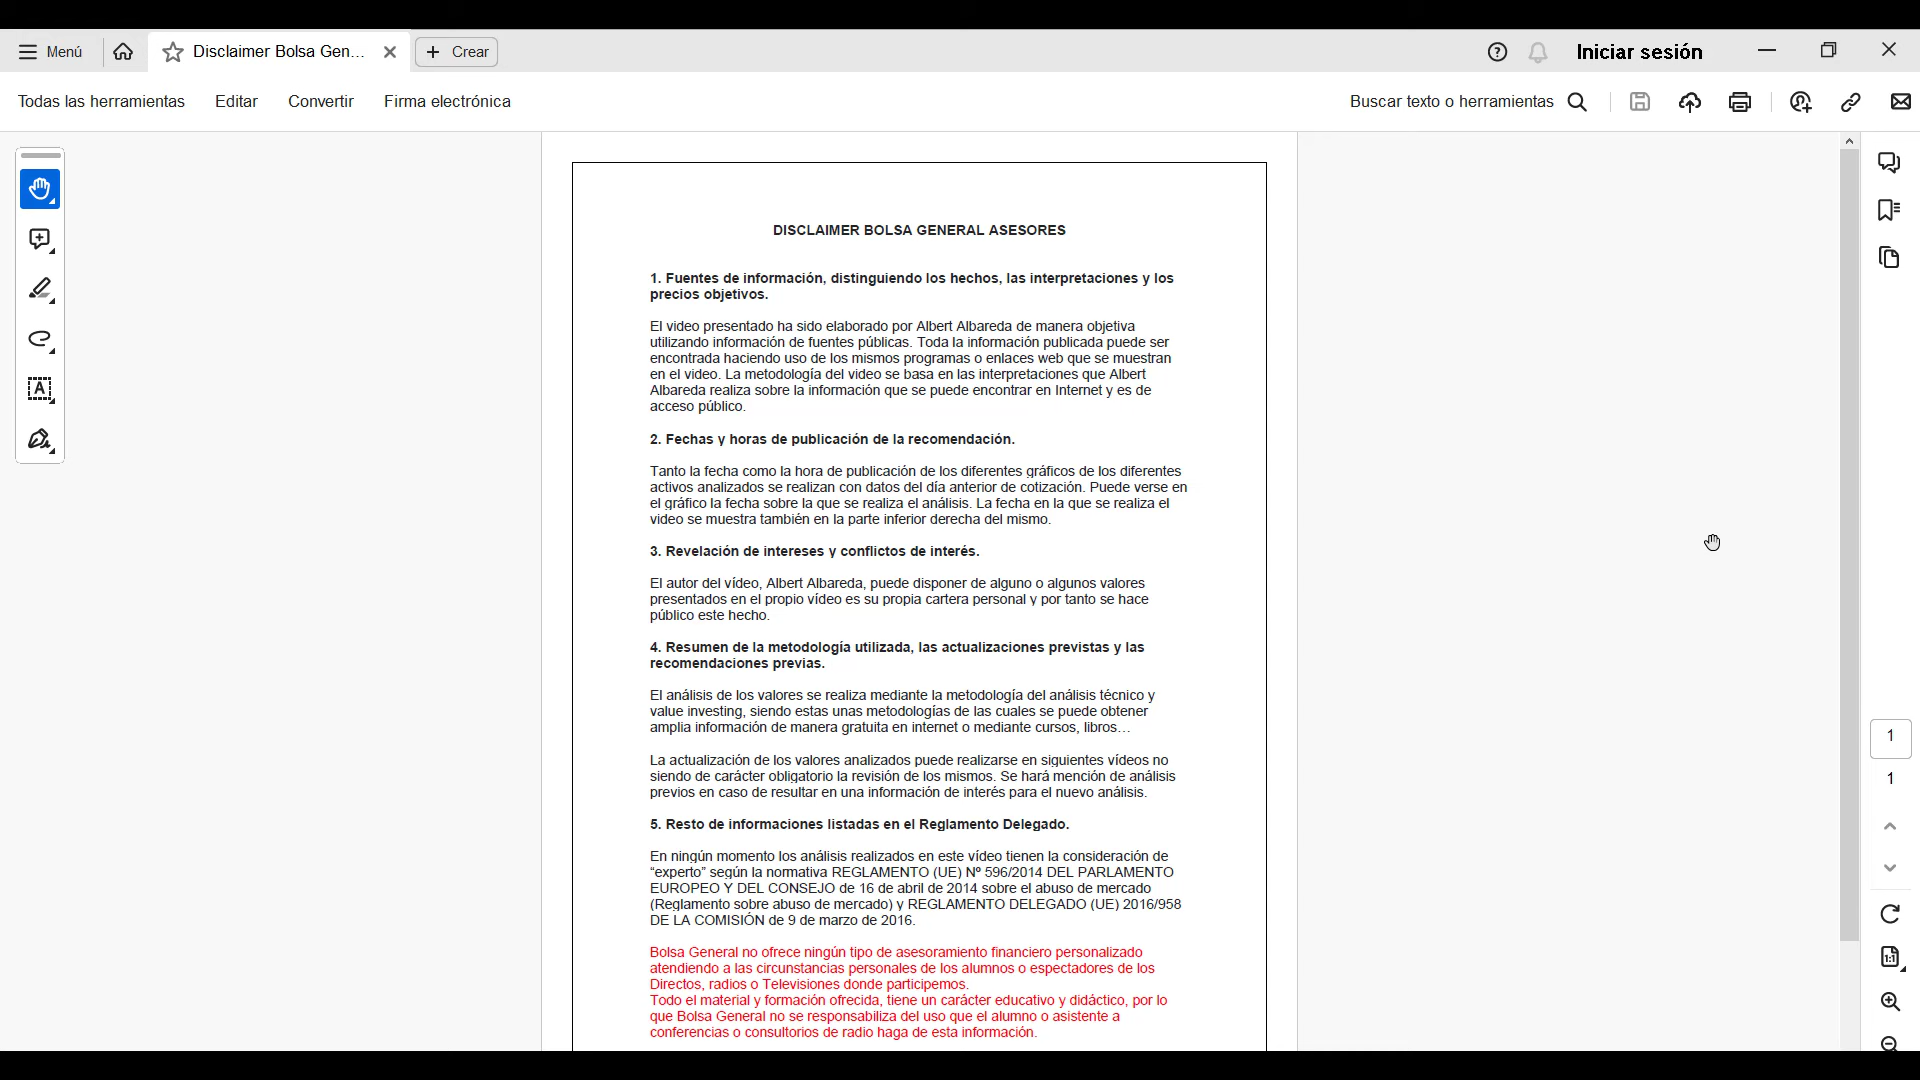 Menú
Disclaimer Bolsa Gen...
Crear
Iniciar sesión
Todas las herramientas
Editar
Convertir
Firma electrónica
Buscar texto o herramientas
DISCLAIMER BOLSA GENERAL ASESORES
1. Fuentes de información, distinguiendo los hechos, las interpretaciones y los
precios objetivos.
El video presentado ha sido elaborado por Albert Albareda de manera objetiva
utilizando información de fuentes públicas. Toda la información publicada puede ser
encontrada haciendo uso de los mismos programas o enlaces web que se muestran
en el video. La metodología del video se basa en las interpretaciones que Albert
Albareda realiza sobre la información que se puede encontrar en Internet y es de
acceso público.
2. Fechas y horas de publicación de la recomendación.
Tanto la fecha como la hora de publicación de los diferentes gráficos de los diferentes
activos analizados se realizan con datos del día anterior de cotización. Puede verse en
el gráfico la fecha sobre la que se realiza el análisis. La fecha en la que se realiza el
video se muestra también en la parte inferior derecha del mismo.
3. Revelación de intereses y conflictos de interés.
El autor del vídeo, Albert Albareda, puede disponer de alguno o algunos valores
presentados en el propio vídeo es su propia cartera personal y por tanto se hace
público este hecho.
4. Resumen de la metodología utilizada, las actualizaciones previstas y las
recomendaciones previas.
El análisis de los valores se realiza mediante la metodología del análisis técnico y
value investing, siendo estas unas metodologías de las cuales se puede obtener
amplia información de manera gratuita en internet o mediante cursos, libros…
La actualización de los valores analizados puede realizarse en siguientes vídeos no
siendo de carácter obligatorio la revisión de los mismos. Se hará mención de análisis
previos en caso de resultar en una información de interés para el nuevo análisis.
5. Resto de informaciones listadas en el Reglamento Delegado.
En ningún momento los análisis realizados en este vídeo tienen la consideración de
“experto” según la normativa REGLAMENTO (UE) Nº 596/2014 DEL PARLAMENTO
EUROPEO Y DEL CONSEJO de 16 de abril de 2014 sobre el abuso de mercado
(Reglamento sobre abuso de mercado) y REGLAMENTO DELEGADO (UE) 2016/958
DE LA COMISIÓN de 9 de marzo de 2016.
Bolsa General no ofrece ningún tipo de asesoramiento financiero personalizado
atendiendo a las circunstancias personales de los alumnos o espectadores de los
Directos, radios o Televisiones donde participemos.
Todo el material y formación ofrecida, tiene un carácter educativo y didáctico, por lo
que Bolsa General no se responsabiliza del uso que el alumno o asistente a
conferencias o consultorios de radio haga de esta información.
1
1